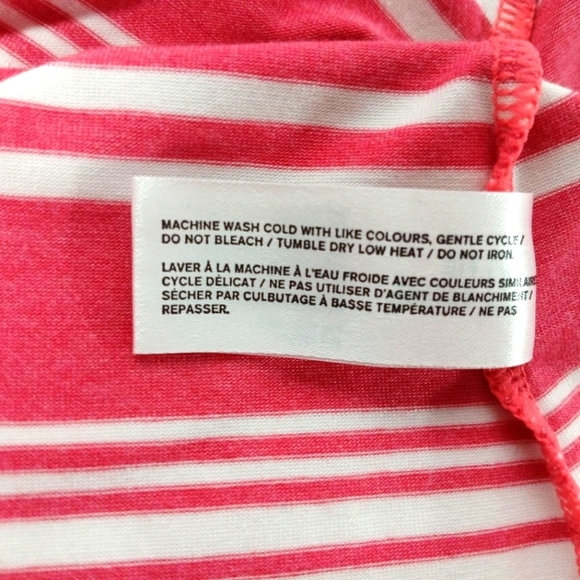 MACHINE WASH COLD WITH LIKE COLOURS, GENTLE CYCLE /
DO NOT BLEACH / TUMBLE DRY LOW HEAT / DO NOT IRON.
LAVER À LA MACHINE À L'EAU FROIDE AVEC COULEURS SIMILAIRES
CYCLE DÉLICAT / NE PAS UTILISER D'AGENT DE BLANCHIMENT /
SÉCHER PAR CULBUTAGE À BASSE TEMPÉRATURE / NE PAS
REPASSER.